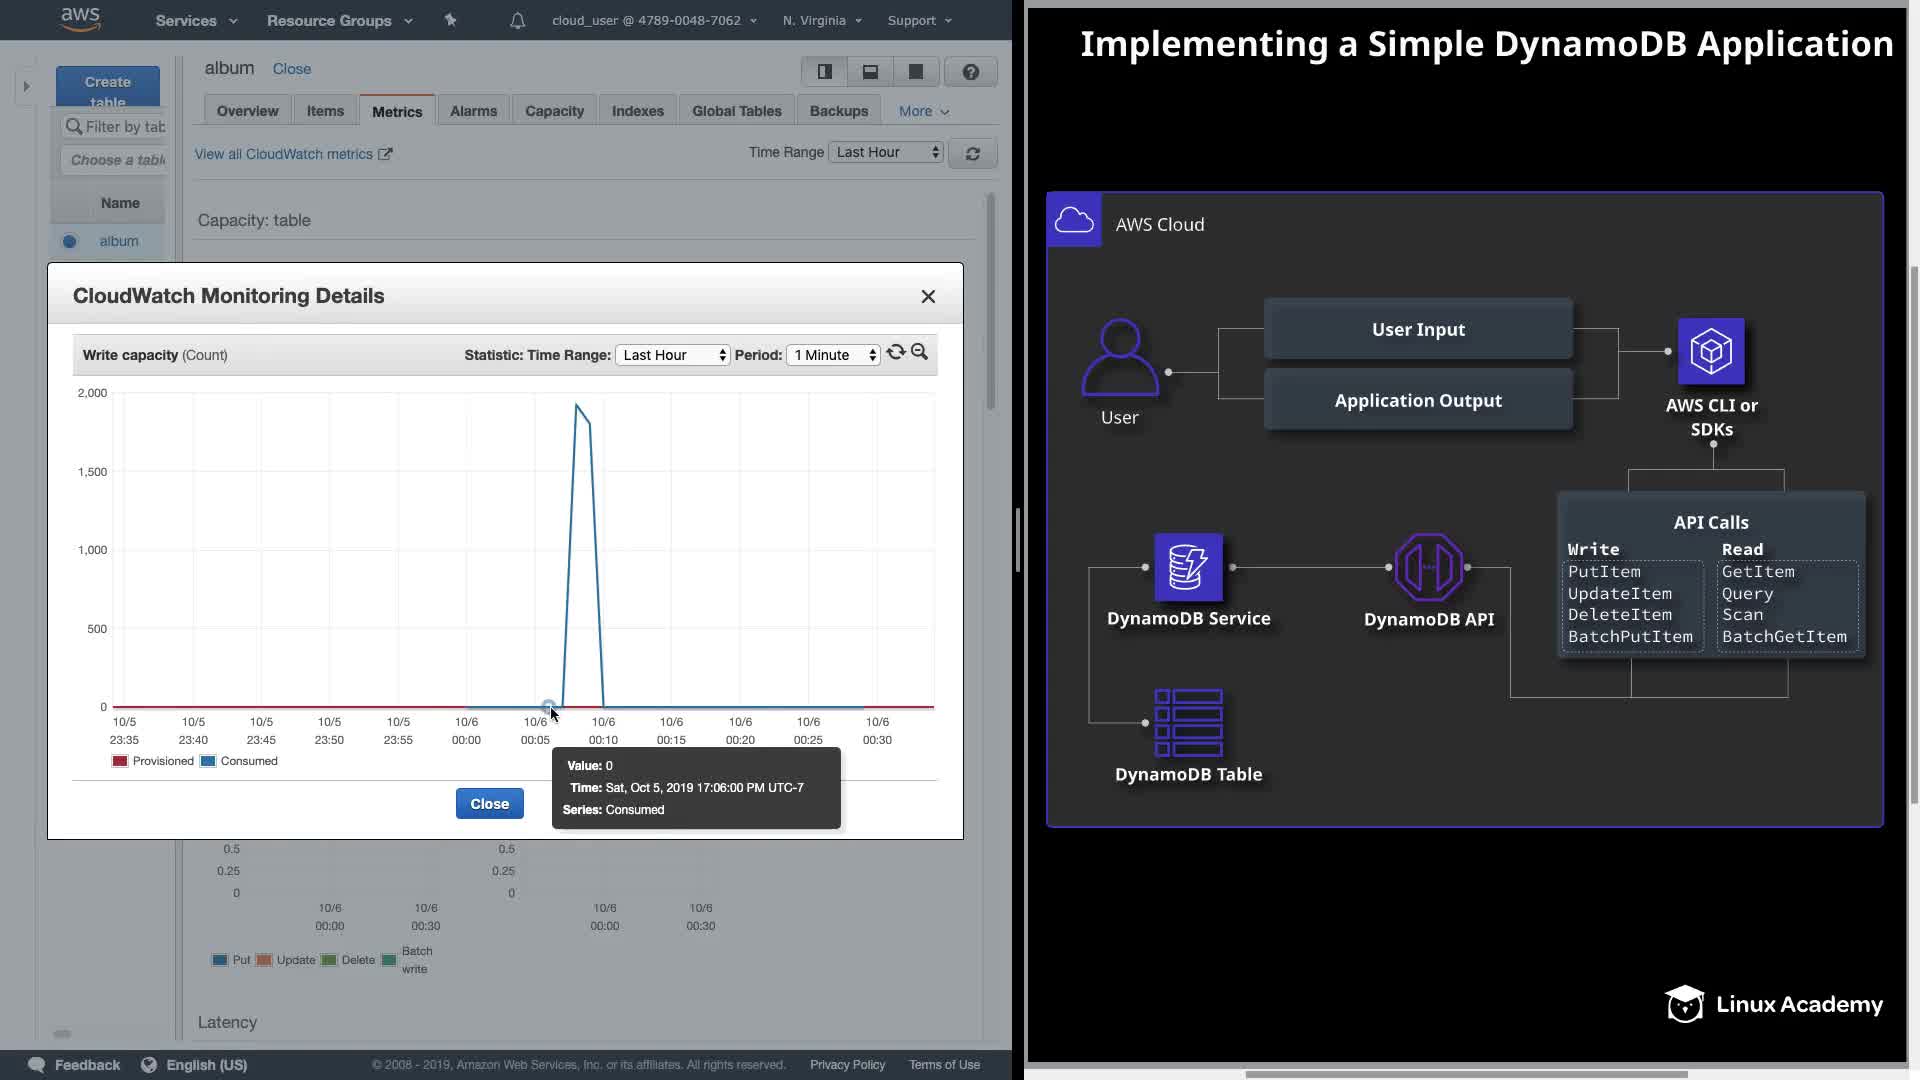 aws
Services
Resource Groups
cloud_user @ 4789-0048-7062
N. Virginia
Support
Create
table
Filter by tab
Choose a table
Name
album
album
Close
Overview
Items
Metrics
Alarms
Capacity
Indexes
Global Tables
Backups
More
View all CloudWatch metrics
Time Range
Last Hour
Capacity: table
CloudWatch Monitoring Details
Write capacity (Count)
Statistic: Time Range:
Last Hour
Period:
1 Minute
2,000
1,500
1,000
500
0
10/5 10/5 10/5 10/5 10/5 10/6 10/6 10/6 10/6 10/6 10/6 10/6
23:35 23:40 23:45 23:50 23:55 00:00 00:05 00:10 00:15 00:20 00:25 00:30
Provisioned
Consumed
Value: 0
Time: Sat, Oct 5, 2019 17:06:00 PM UTC-7
Series: Consumed
Close
0.5 0.5
0.25 0.25
0 0
10/6 10/6 10/6 10/6
00:00 00:30 00:00 00:30
Put
Update
Delete
Batch
write
Latency
Feedback
English (US)
© 2008 - 2019, Amazon Web Services, Inc. or its affiliates. All rights reserved.
Privacy Policy
Terms of Use
Implementing a Simple DynamoDB Application
AWS Cloud
User
User Input
Application Output
AWS CLI or
SDKs
API Calls
Write
PutItem
UpdateItem
DeleteItem
BatchPutItem
Read
GetItem
Query
Scan
BatchGetItem
DynamoDB Service
DynamoDB API
DynamoDB Table
Linux Academy